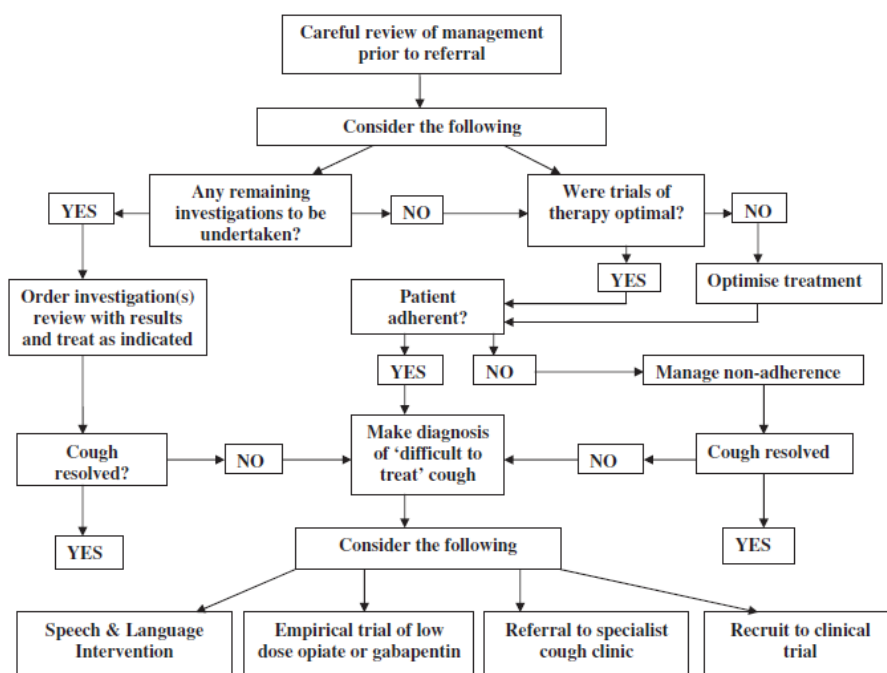 Careful review of management
prior to referral
Consider the following
Any remaining
investigations to be
undertaken?
Were trials of
therapy optimal?
YES
NO
NO
Order investigation(s)
review with results
and treat as indicated
Patient
adherent?
YES
Optimise treatment
YES
NO
Manage non-adherence
Cough
resolved?
NO
Make diagnosis
of ‘difficult to
treat’ cough
NO
Cough resolved
YES
Consider the following
YES
Speech & Language
Intervention
Empirical trial of low
dose opiate or gabapentin
Referral to specialist
cough clinic
Recruit to clinical
trial